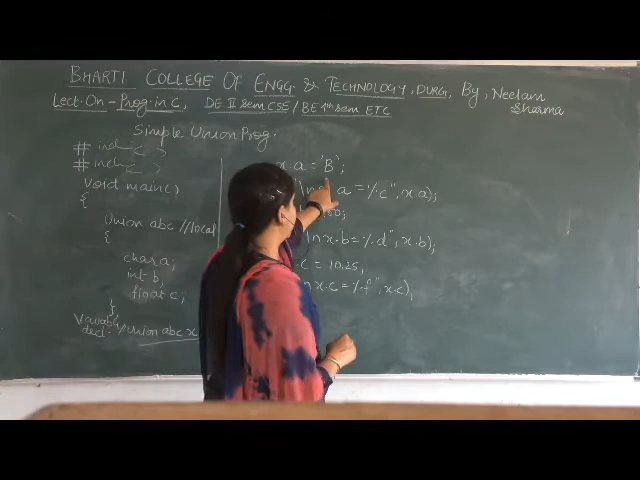 BHARTI COLLEGE OF ENGG. & TECHNOLOGY, DURG, By, Neelam Sharma
Lect. On - Prog. in C, DE II sem CSE / BE 1st sem ETC
Simple Union Prog.
# incl < >
# incl < >
Void main()
{
Union abc //local
char a;
int b,
float c;
};
Variable decl- Union abc x
x.a = 'B';
\n a = %c", x a);
100;
\n x.b = %d", x.b);
.c = 10.25,
n x.c = %f", x.c),